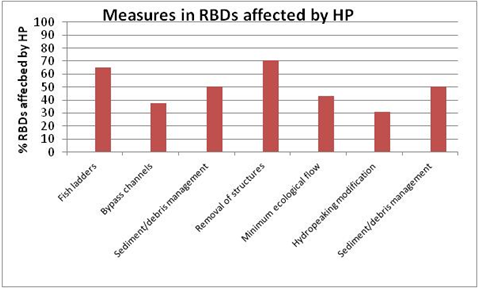 Measures in RBDs affected by HP
% RBDs affecbed by HP
100
90
80
70
60
50
40
30
20
10
0
Fish ladders
Bypass channels
Sediment/debris management
Removal of structures
Minimum ecological flow
Hydropeaking modification
Sediment/debris management